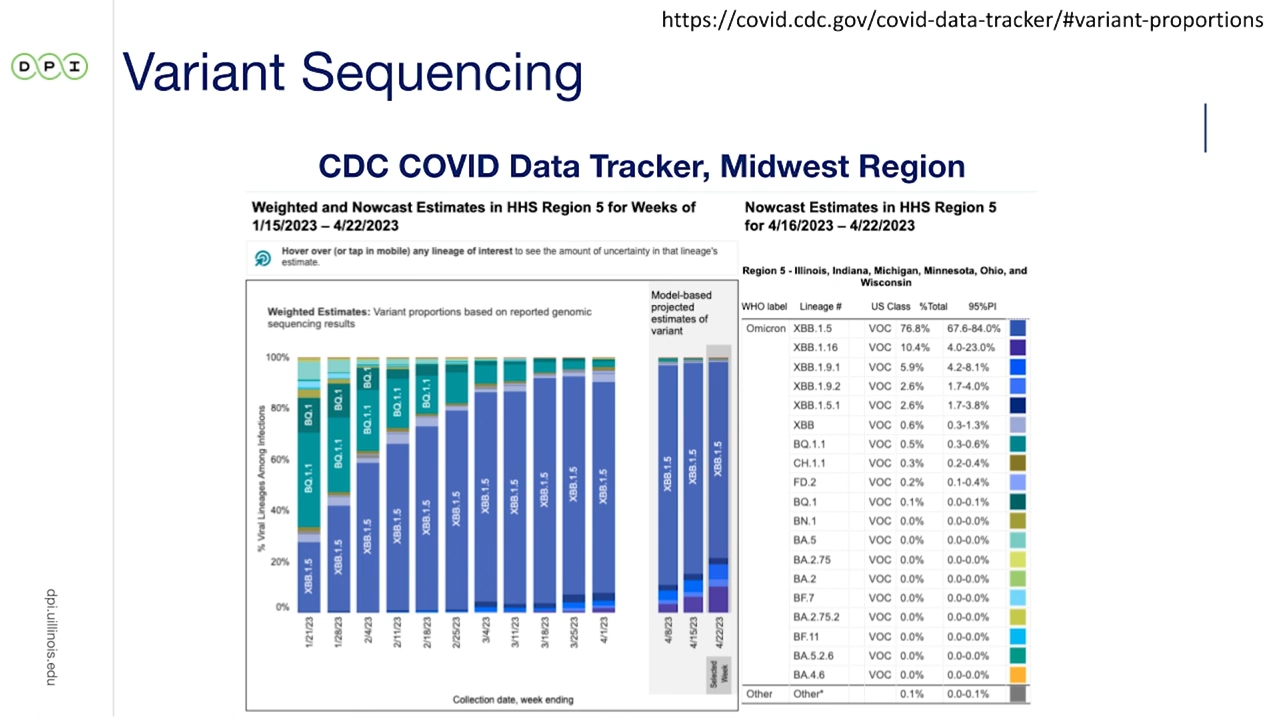 https://covid.cdc.gov/covid-data-tracker/#variant-proportions
D P I
Variant Sequencing
CDC COVID Data Tracker, Midwest Region
Weighted and Nowcast Estimates in HHS Region 5 for Weeks of
1/15/2023 – 4/22/2023
Hover over (or tap in mobile) any lineage of interest to see the amount of uncertainty in that lineage's
estimate.
Weighted Estimates: Variant proportions based on reported genomic
sequencing results
Model-based
projected
estimates of
variant
% Viral Lineages Among Infections
100%
80%
60%
40%
20%
0%
XBB.1.5
BQ.1.1
BQ.1
XBB.1.5
BQ.1.1
BQ.1
XBB.1.5
BQ.1.1
BQ.1
XBB.1.5
BQ.1.1
XBB.1.5
BQ.1.1
XBB.1.5
XBB.1.5
XBB.1.5
XBB.1.5
XBB.1.5
XBB.1.5
XBB.1.5
XBB.1.5
XBB.1.5
1/21/23
1/28/23
2/4/23
2/11/23
2/18/23
2/25/23
3/4/23
3/11/23
3/18/23
3/25/23
4/1/23
4/8/23
4/15/23
4/22/23
Selected
Week
Collection date, week ending
Nowcast Estimates in HHS Region 5
for 4/16/2023 – 4/22/2023
Region 5 - Illinois, Indiana, Michigan, Minnesota, Ohio, and
Wisconsin
WHO label Lineage # US Class %Total 95%PI
Omicron XBB.1.5 VOC 76.8% 67.6-84.0%
XBB.1.16 VOC 10.4% 4.0-23.0%
XBB.1.9.1 VOC 5.9% 4.2-8.1%
XBB.1.9.2 VOC 2.6% 1.7-4.0%
XBB.1.5.1 VOC 2.6% 1.7-3.8%
XBB VOC 0.6% 0.3-1.3%
BQ.1.1 VOC 0.5% 0.3-0.6%
CH.1.1 VOC 0.3% 0.2-0.4%
FD.2 VOC 0.2% 0.1-0.4%
BQ.1 VOC 0.1% 0.0-0.1%
BN.1 VOC 0.0% 0.0-0.0%
BA.5 VOC 0.0% 0.0-0.0%
BA.2.75 VOC 0.0% 0.0-0.0%
BA.2 VOC 0.0% 0.0-0.0%
BF.7 VOC 0.0% 0.0-0.0%
BA.2.75.2 VOC 0.0% 0.0-0.0%
BF.11 VOC 0.0% 0.0-0.0%
BA.5.2.6 VOC 0.0% 0.0-0.0%
BA.4.6 VOC 0.0% 0.0-0.0%
Other Other* 0.1% 0.0-0.1%
dpi.uillinois.edu